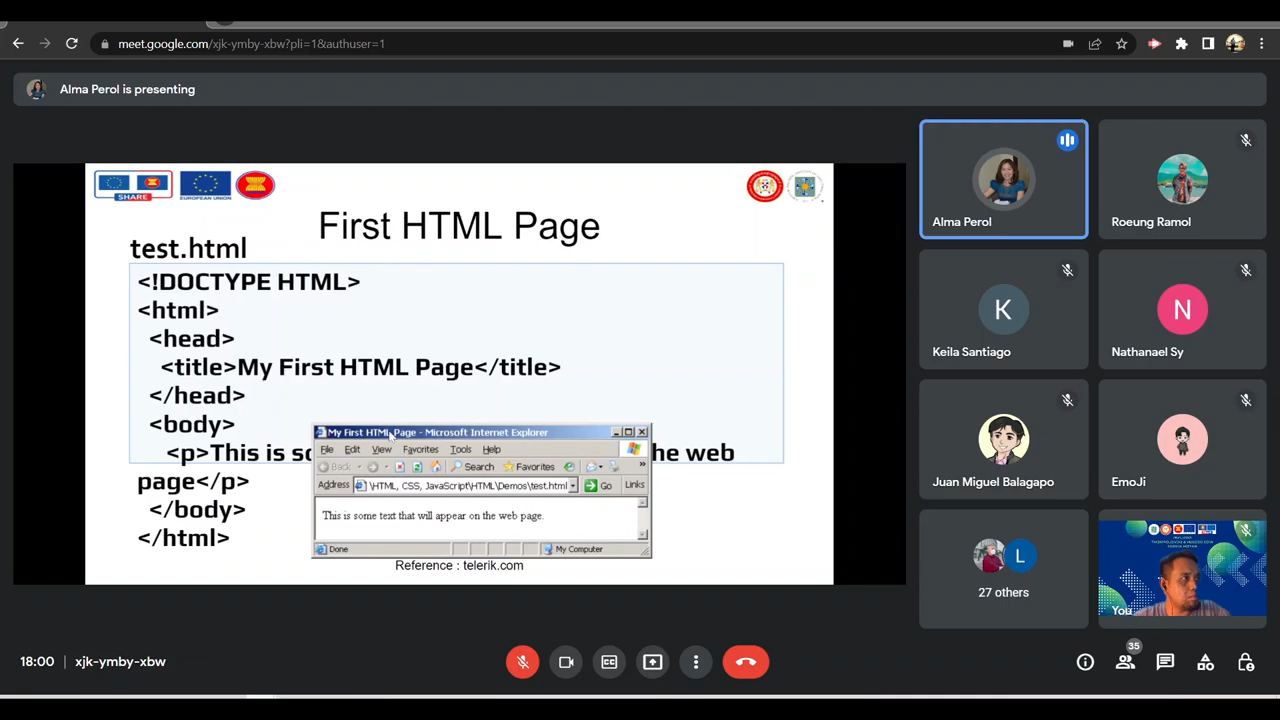 meet.google.com/xjk-ymby-xbw?pli=1&authuser=1
Alma Perol is presenting
SHARE
EUROPEAN UNION
First HTML Page
test.html
<!DOCTYPE HTML>
<html>
<head>
<title>My First HTML Page</title>
</head>
<body>
<p>This is so
he web
page</p>
</body>
</html>
My First HTML Page - Microsoft Internet Explorer
File Edit View Favorites Tools Help
Back Search Favorites
Address \HTML, CSS, JavaScript\HTML\Demos\test.html Go Links
This is some text that will appear on the web page.
Done My Computer
Reference : telerik.com
Alma Perol
Roeung Ramol
K
Keila Santiago
N
Nathanael Sy
Juan Miguel Balagapo
EmoJi
L
27 others
You
18:00 xjk-ymby-xbw
35